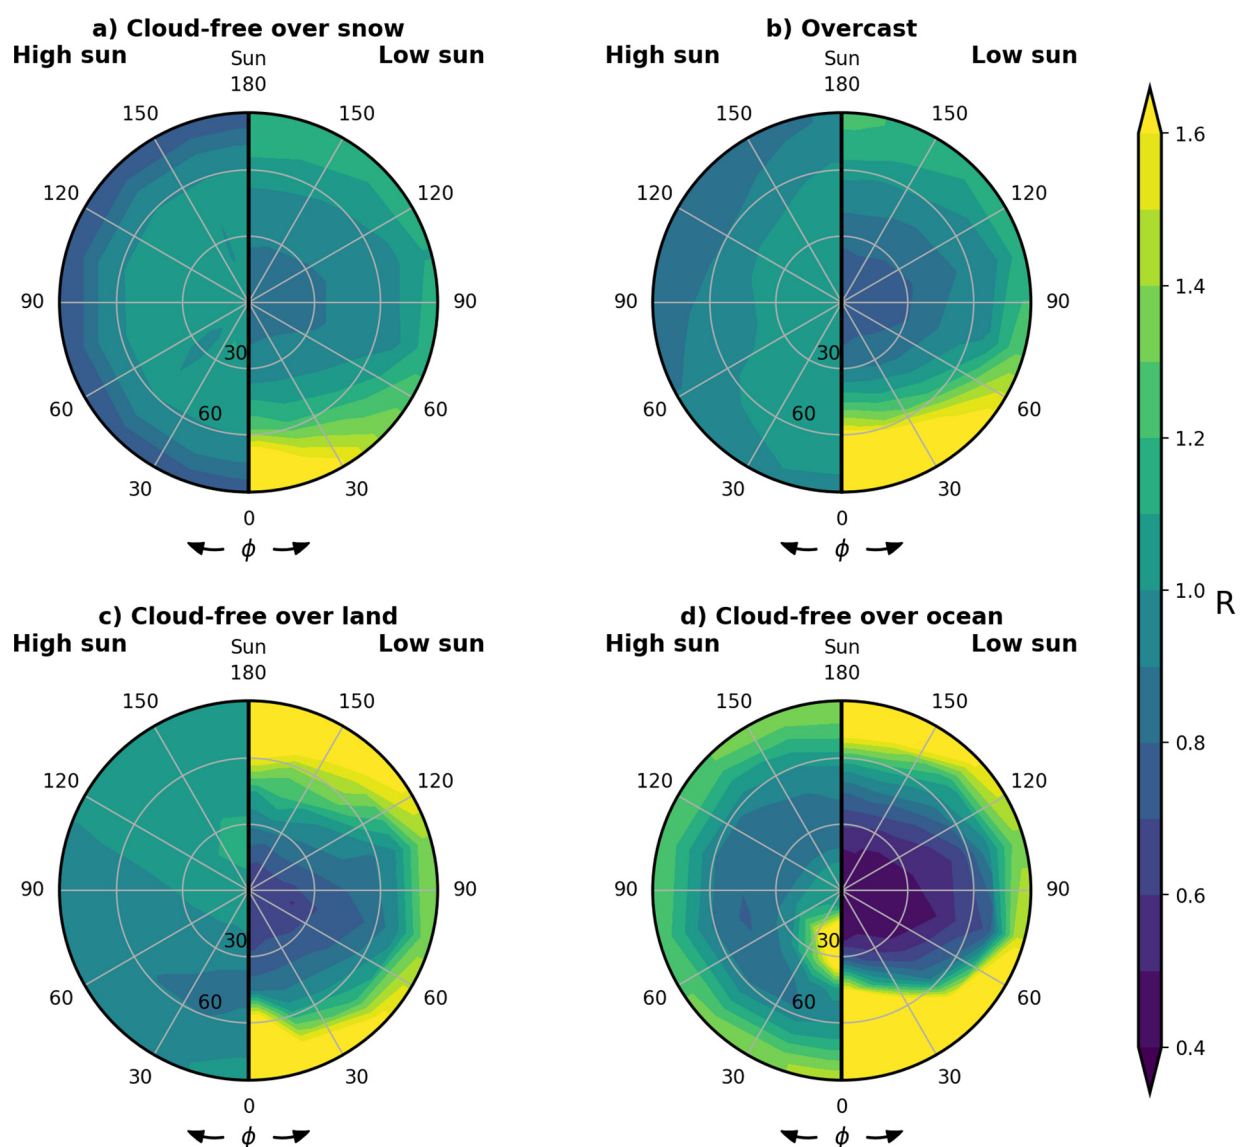 a) Cloud-free over snow
High sun Sun Low sun
180
150 150
120 120
90 90
30
60 60 60
30 30
0
ϕ
b) Overcast
High sun Sun Low sun
180
150 150
120 120
90 90
30
60 60 60
30 30
0
ϕ
c) Cloud-free over land
High sun Sun Low sun
180
150 150
120 120
90 90
30
60 60 60
30 30
0
ϕ
d) Cloud-free over ocean
High sun Sun Low sun
180
150 150
120 120
90 90
30
60 60 60
30 30
0
ϕ
1.6
1.4
1.2
1.0
R
0.8
0.6
0.4